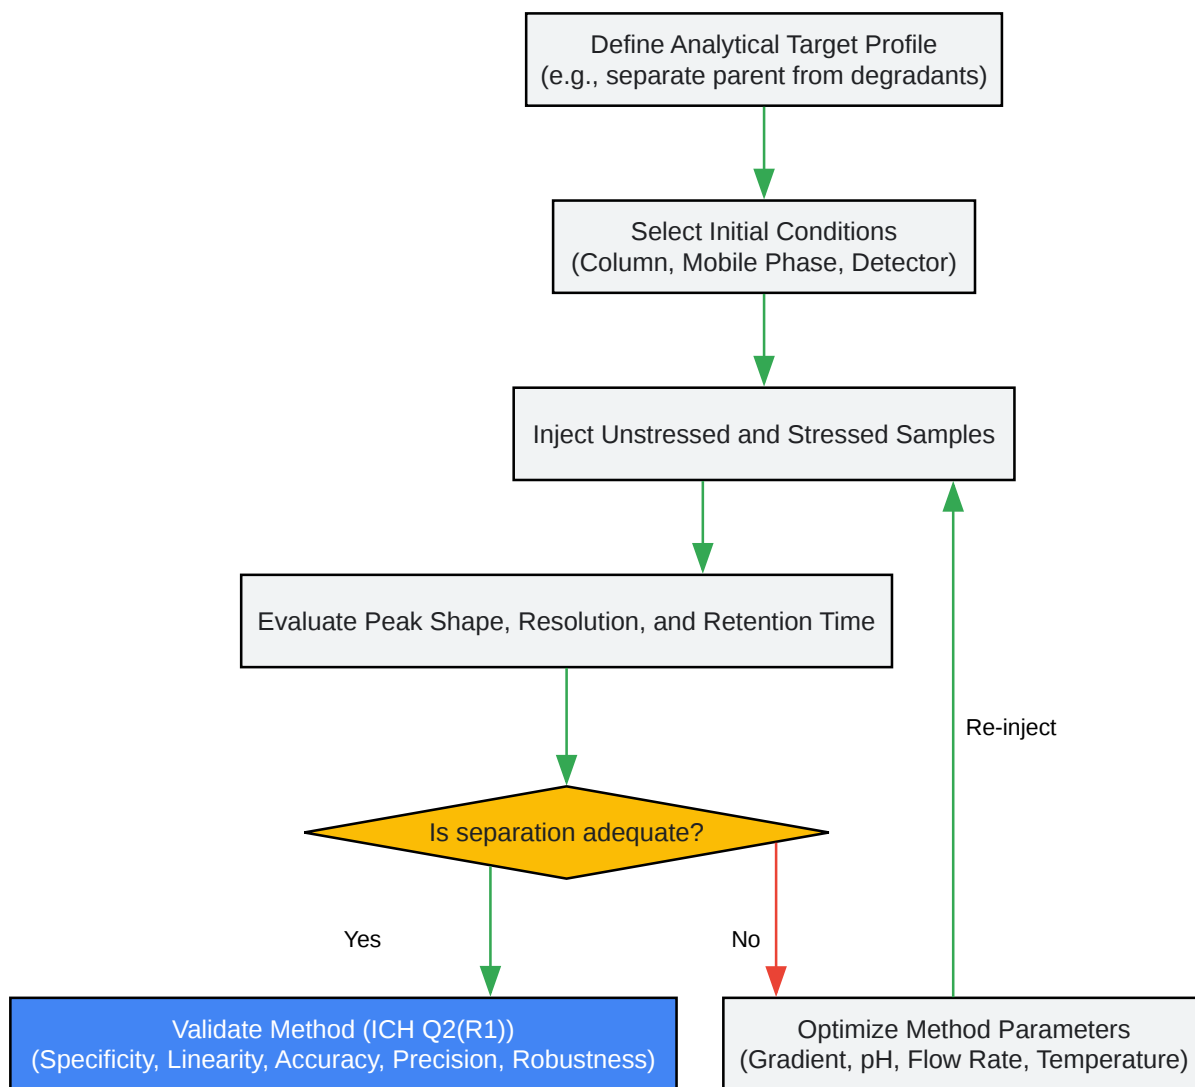 Define Analytical Target Profile
(e.g., separate parent from degradants)
Select Initial Conditions
(Column, Mobile Phase, Detector)
Inject Unstressed and Stressed Samples
Evaluate Peak Shape, Resolution, and Retention Time
Re-inject
Is separation adequate?
Yes
No
Validate Method (ICH Q2(R1))
(Specificity, Linearity, Accuracy, Precision, Robustness)
Optimize Method Parameters
(Gradient, pH, Flow Rate, Temperature)